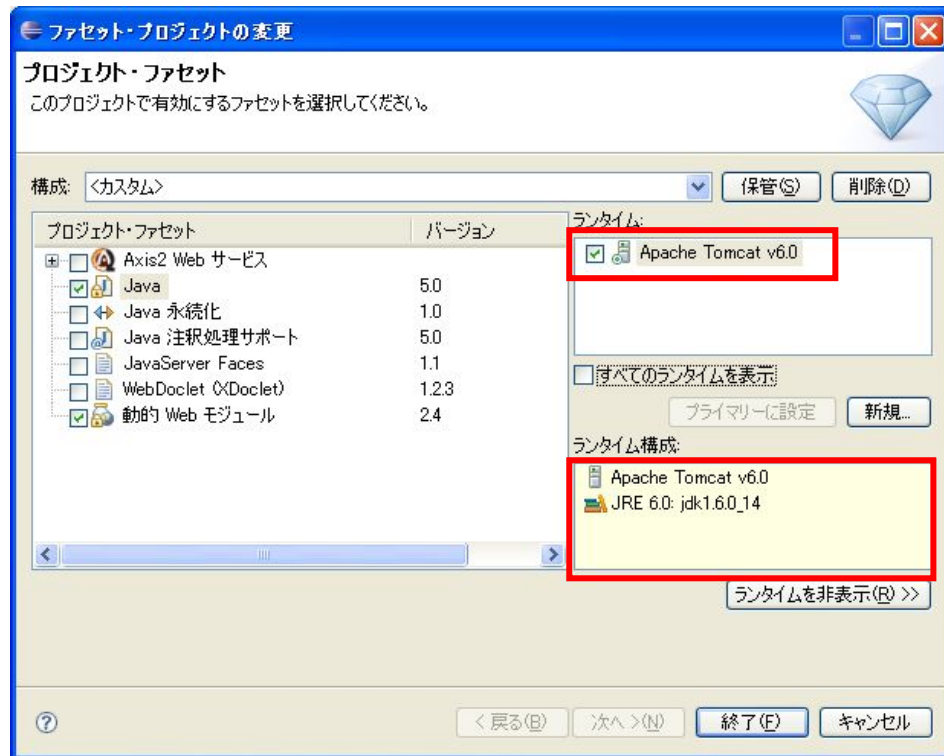 ファセット・プロジェクトの変更
プロジェクト・ファセット
このプロジェクトで有効にするファセットを選択してください。
構成: <カスタム> 保管(S) 削除(D)
プロジェクト・ファセット バージョン
Axis2 Web サービス
Java 5.0
Java 永続化 1.0
Java 注釈処理サポート 5.0
JavaServer Faces 1.1
WebDoclet (XDoclet) 1.2.3
動的 Web モジュール 2.4
ランタイム:
Apache Tomcat v6.0
すべてのランタイムを表示
プライマリーに設定 新規...
ランタイム構成:
Apache Tomcat v6.0
JRE 6.0: jdk1.6.0_14
ランタイムを非表示(R) >>
< 戻る(B) 次へ >(N) 終了(F) キャンセル